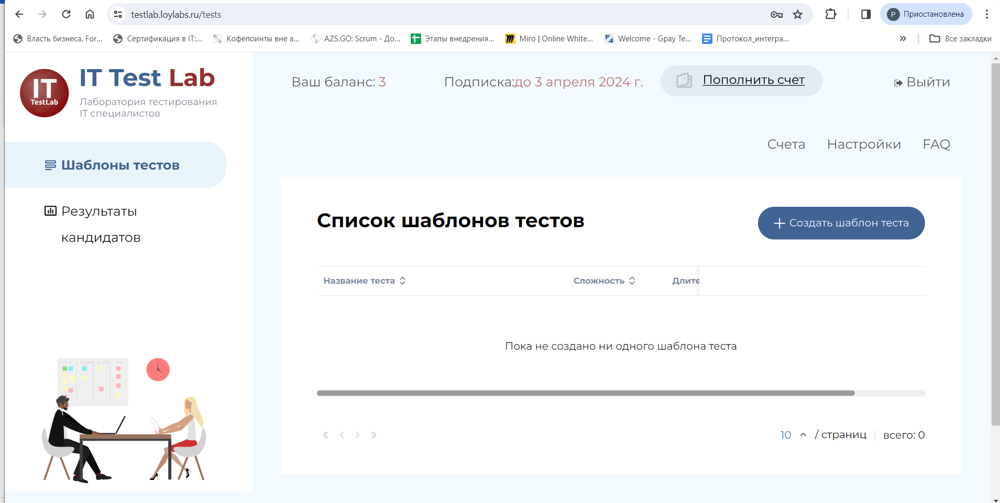 testlab.loylabs.ru/tests
P Приостановлена
Власть бизнеса. For...
Сертификация в IT:...
Кофепоинты вне а...
AZS.GO: Scrum - До...
Этапы внедрения...
Miro | Online White...
Welcome - Gpay Te...
Протокол_интегра...
Все закладки
IT
TestLab
IT Test Lab
Лаборатория тестирования
IT специалистов
Ваш баланс: 3
Подписка:до 3 апреля 2024 г.
Пополнить счет
Выйти
Счета
Настройки
FAQ
Шаблоны тестов
Результаты
кандидатов
Список шаблонов тестов
Создать шаблон теста
Название теста
Сложность
Длите
Пока не создано ни одного шаблона теста
10 / страниц
всего: 0